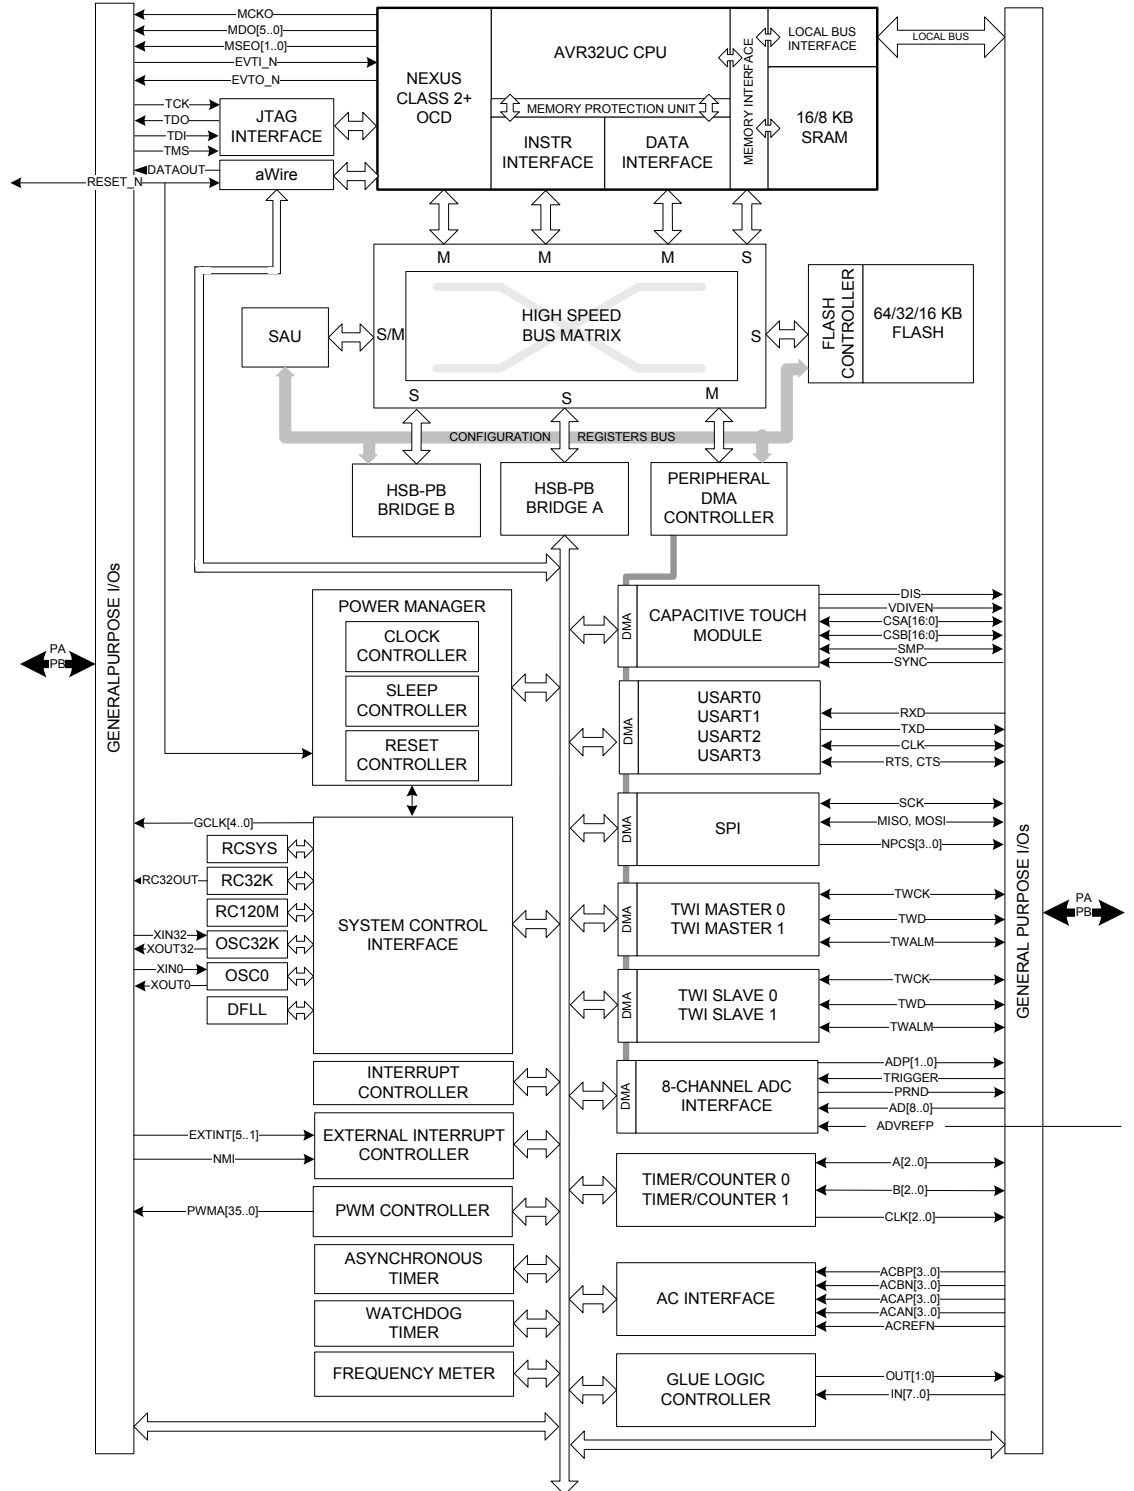 MCKO
MDO[5..0]
MSEO[1..0]
EVTI_N
EVTO_N
TCK
TDO
TDI
TMS
JTAG
INTERFACE
DATAOUT
RESET_N
aWire
NEXUS
CLASS 2+
OCD
AVR32UC CPU
MEMORY PROTECTION UNIT
INSTR
INTERFACE
DATA
INTERFACE
MEMORY INTERFACE
LOCAL BUS
INTERFACE
16/8 KB
SRAM
LOCAL BUS
M
M
M
S
SAU
S/M
HIGH SPEED
BUS MATRIX
S
FLASH
CONTROLLER
64/32/16 KB
FLASH
S
S
M
CONFIGURATION
REGISTERS BUS
HSB-PB
BRIDGE B
HSB-PB
BRIDGE A
PERIPHERAL
DMA
CONTROLLER
GENERALPURPOSE I/Os
PA
PB
POWER MANAGER
CLOCK
CONTROLLER
SLEEP
CONTROLLER
RESET
CONTROLLER
GCLK[4..0]
RCSYS
RC32OUT
RC32K
RC120M
XIN32
XOUT32
OSC32K
XIN0
XOUT0
OSC0
DFLL
SYSTEM CONTROL
INTERFACE
INTERRUPT
CONTROLLER
EXTINT[5..1]
NMI
EXTERNAL INTERRUPT
CONTROLLER
PWMA[35..0]
PWM CONTROLLER
ASYNCHRONOUS
TIMER
WATCHDOG
TIMER
FREQUENCY METER
DMA
CAPACITIVE TOUCH
MODULE
DIS
VDIVEN
CSA[16:0]
CSB[16:0]
SMP
SYNC
DMA
USART0
USART1
USART2
USART3
RXD
TXD
CLK
RTS, CTS
DMA
SPI
SCK
MISO, MOSI
NPCS[3..0]
DMA
TWI MASTER 0
TWI MASTER 1
TWCK
TWD
TWALM
DMA
TWI SLAVE 0
TWI SLAVE 1
TWCK
TWD
TWALM
DMA
8-CHANNEL ADC
INTERFACE
ADP[1..0]
TRIGGER
PRND
AD[8..0]
ADVREFP
TIMER/COUNTER 0
TIMER/COUNTER 1
A[2..0]
B[2..0]
CLK[2..0]
AC INTERFACE
ACBP[3..0]
ACBN[3..0]
ACAP[3..0]
ACAN[3..0]
ACREFN
GLUE LOGIC
CONTROLLER
OUT[1:0]
IN[7..0]
GENERAL PURPOSE I/Os
PA
PB